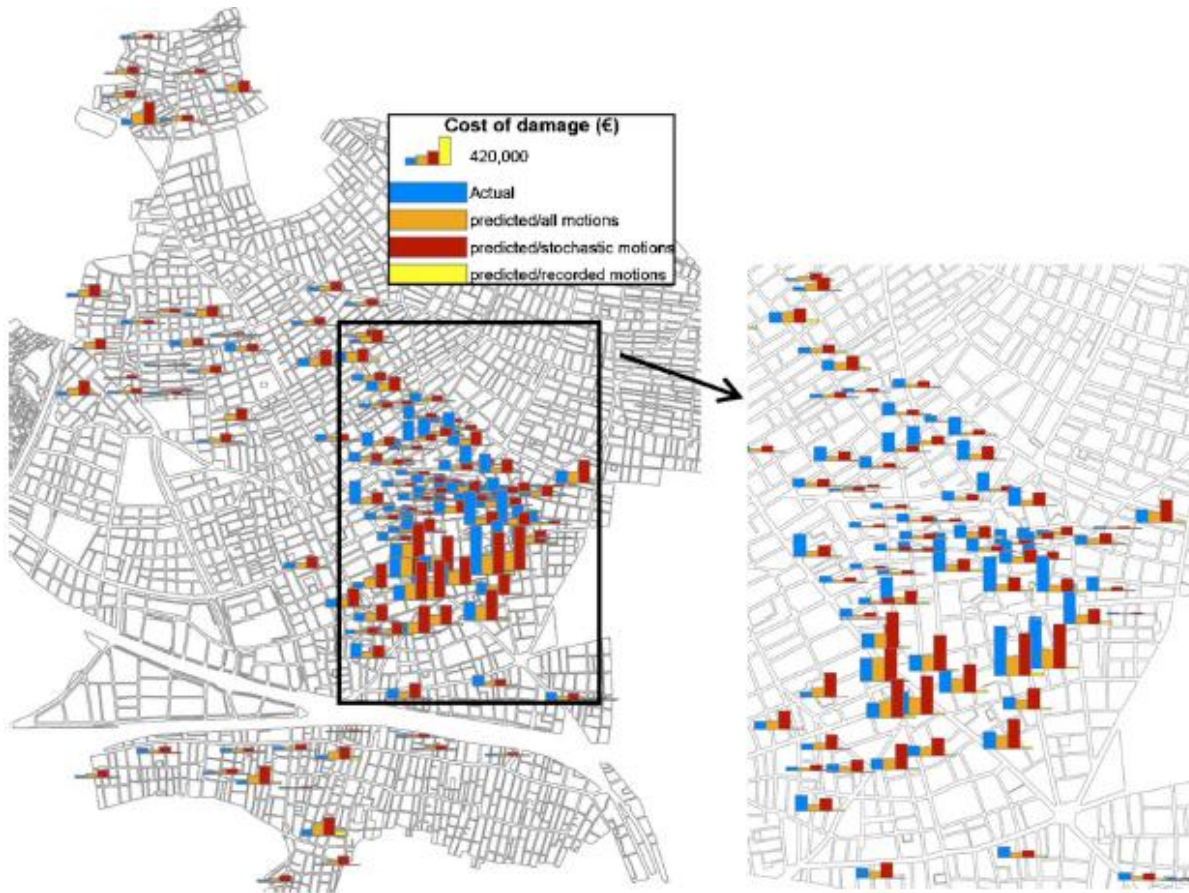 Cost of damage (€)
420,000
Actual
predicted/all motions
predicted/stochastic motions
predicted/recorded motions